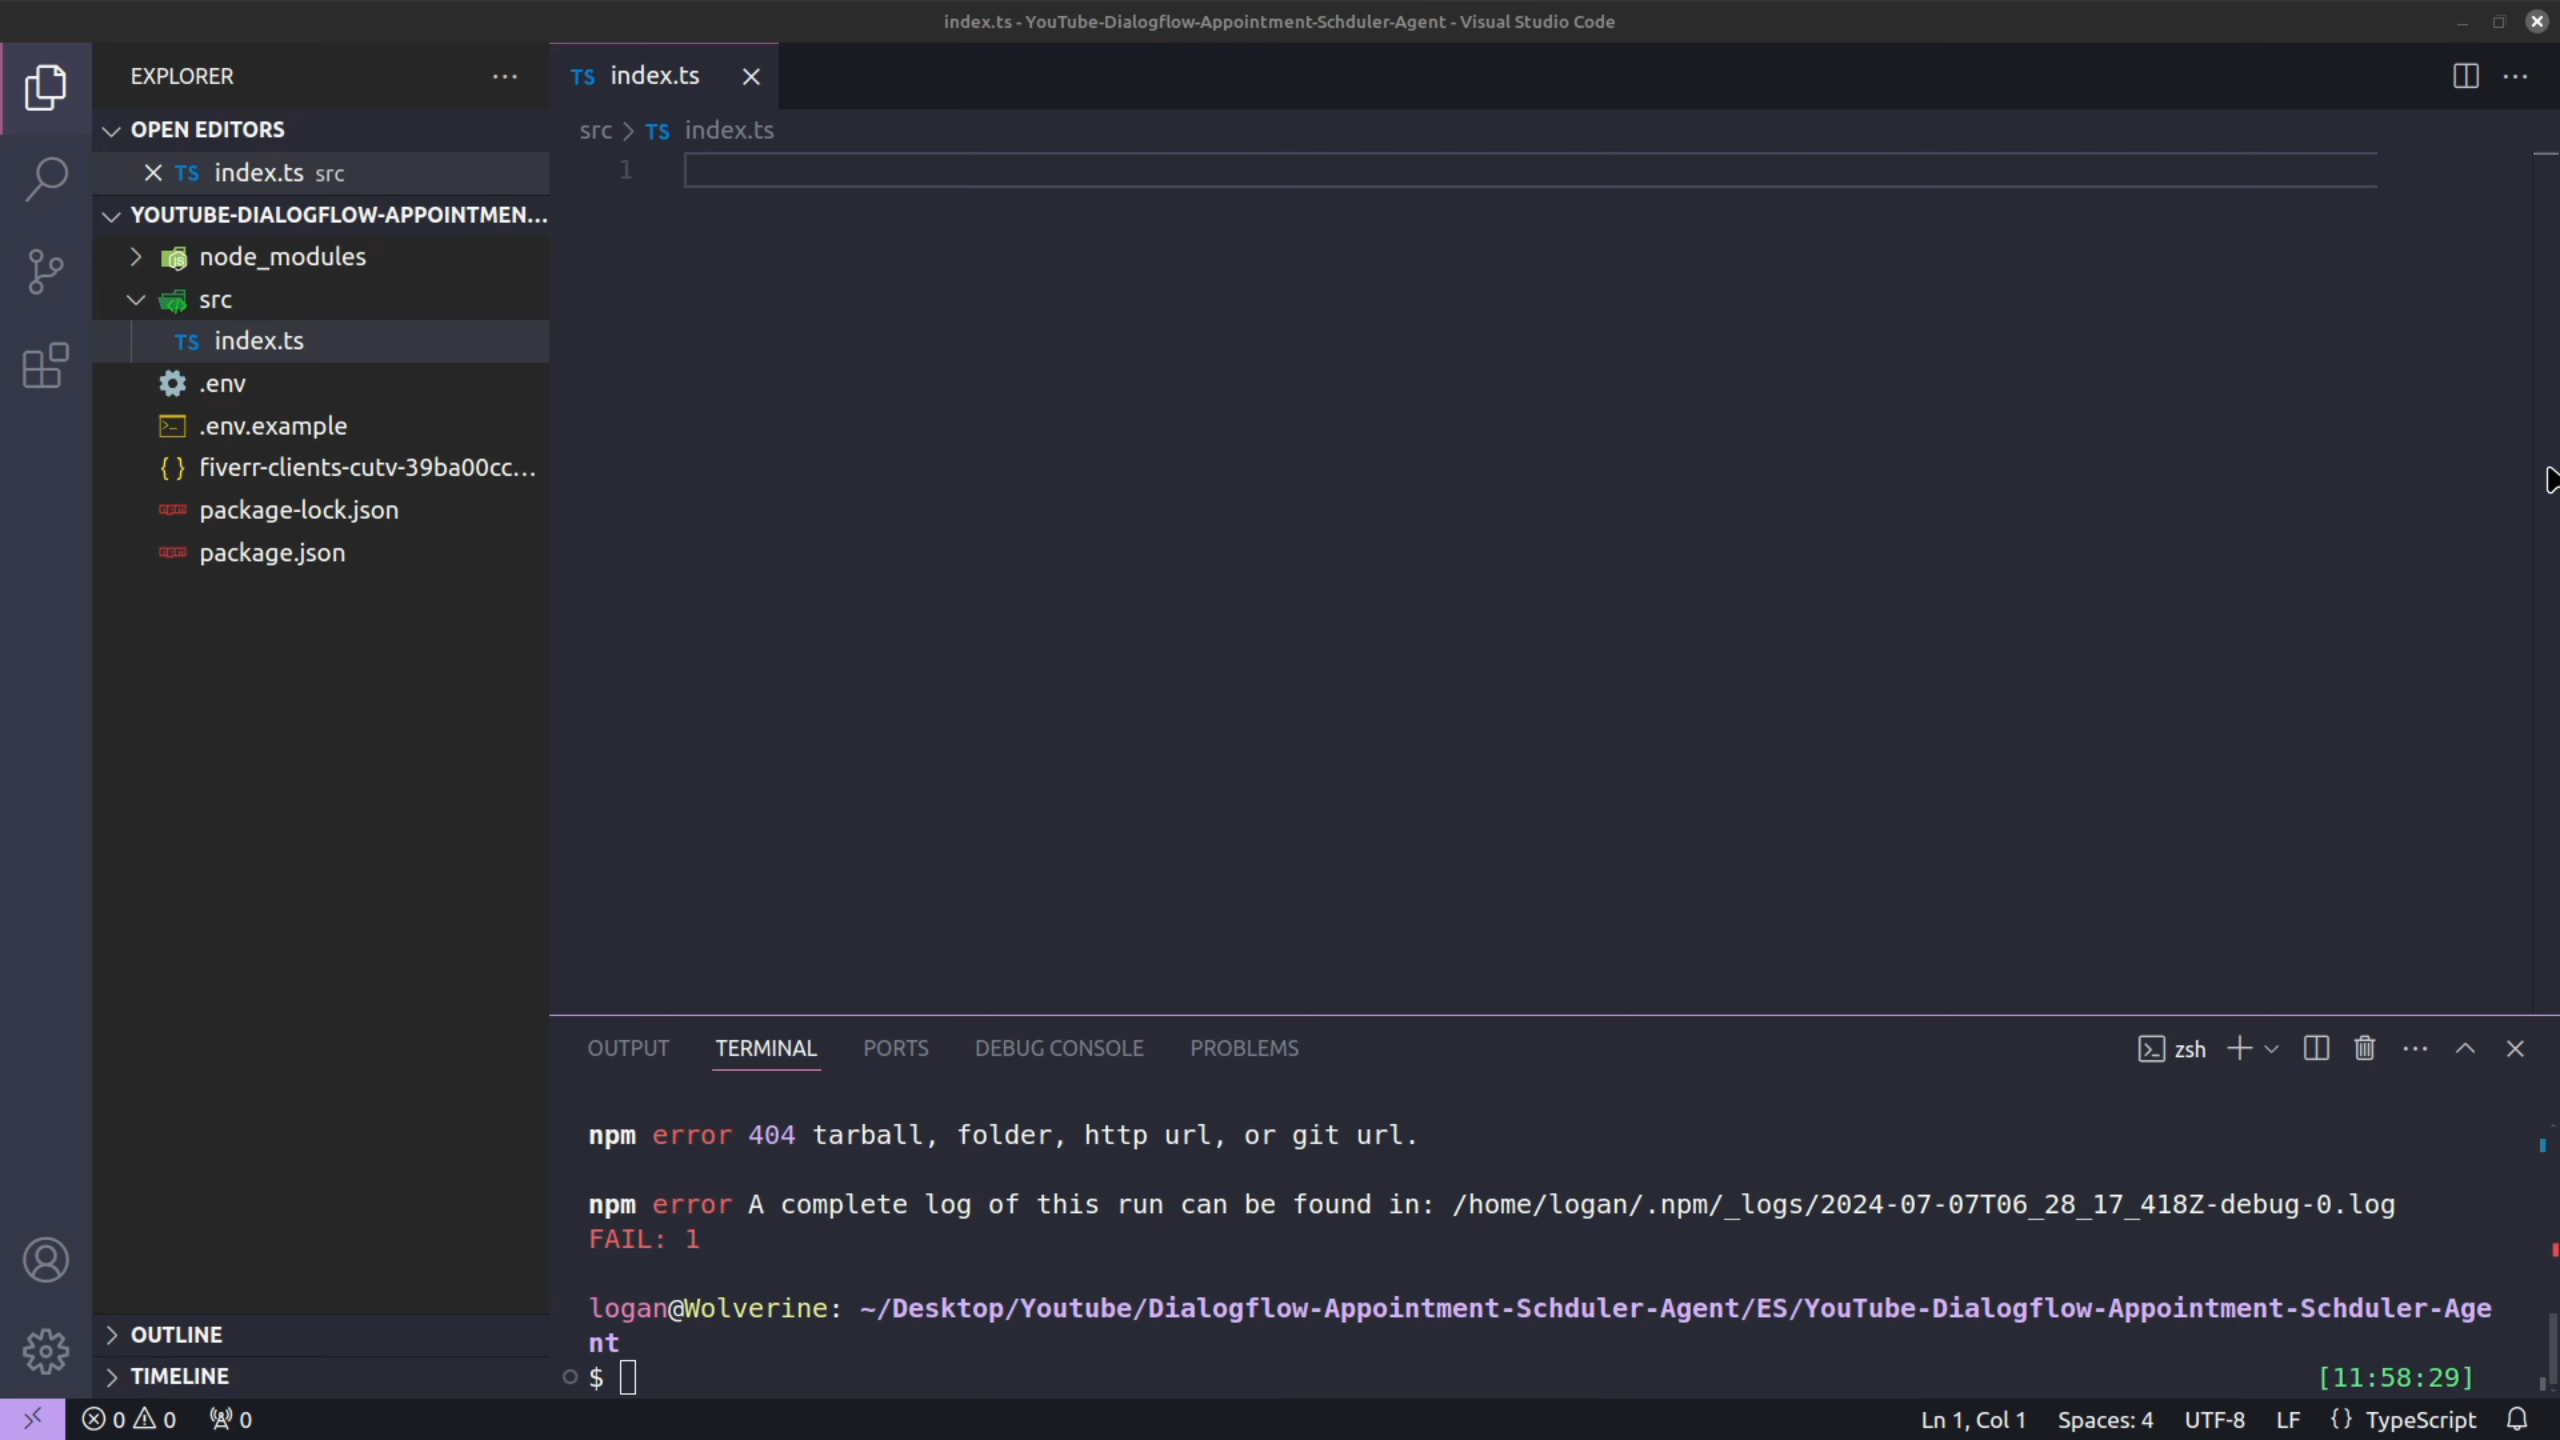 index.ts - YouTube-Dialogflow-Appointment-Schduler-Agent - Visual Studio Code
EXPLORER
OPEN EDITORS
TS index.ts src
YOUTUBE-DIALOGFLOW-APPOINTMEN...
node_modules
src
TS index.ts
.env
.env.example
{ } fiverr-clients-cutv-39ba00cc...
package-lock.json
package.json
OUTLINE
TIMELINE
TS index.ts
src > TS index.ts
1
OUTPUT TERMINAL PORTS DEBUG CONSOLE PROBLEMS
zsh
npm error 404 tarball, folder, http url, or git url.
npm error A complete log of this run can be found in: /home/logan/.npm/_logs/2024-07-07T06_28_17_418Z-debug-0.log
FAIL: 1
logan@Wolverine: ~/Desktop/Youtube/Dialogflow-Appointment-Schduler-Agent/ES/YouTube-Dialogflow-Appointment-Schduler-Age
nt
$ [11:58:29]
0 0 0 Ln 1, Col 1 Spaces: 4 UTF-8 LF {} TypeScript